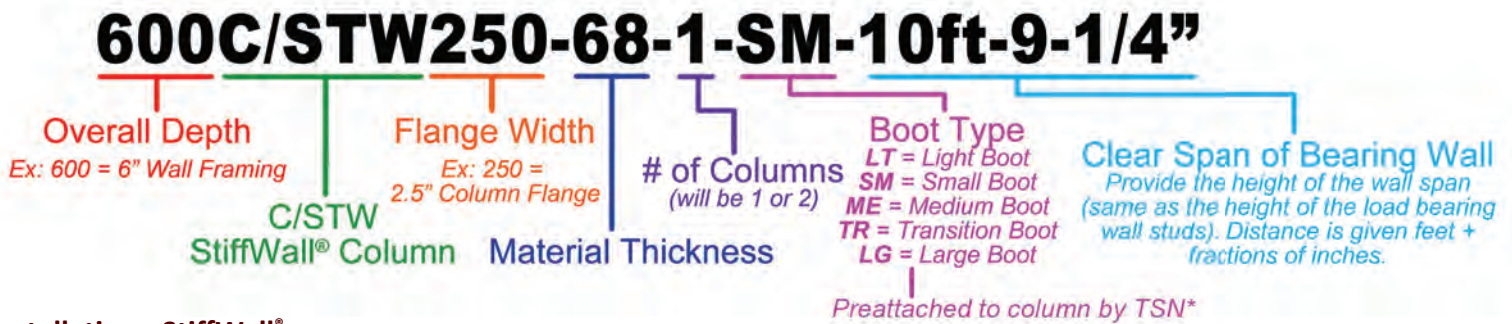 600C/STW250-68-1-SM-10ft-9-1/4”
Overall Depth
Ex: 600 = 6” Wall Framing
C/STW
StiffWall® Column
Flange Width
Ex: 250 =
2.5” Column Flange
Material Thickness
# of Columns
(will be 1 or 2)
Boot Type
LT = Light Boot
SM = Small Boot
ME = Medium Boot
TR = Transition Boot
LG = Large Boot
Preattached to column by TSN*
Clear Span of Bearing Wall
Provide the height of the wall span
(same as the height of the load bearing
wall studs). Distance is given feet +
fractions of inches.